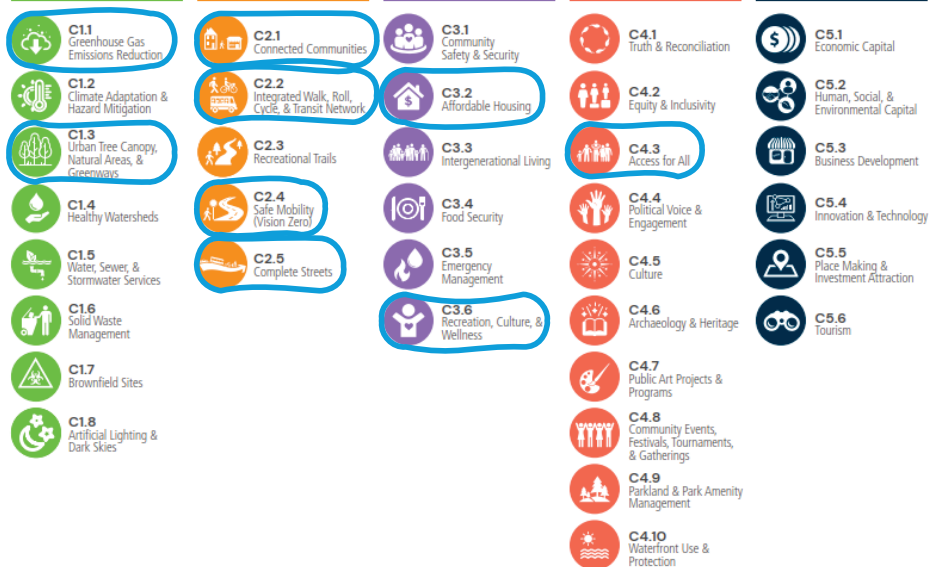 C1.1
Greenhouse Gas
Emissions Reduction
C1.2
Climate Adaptation &
Hazard Mitigation
C1.3
Urban Tree Canopy,
Natural Areas, &
Greenways
C1.4
Healthy Watersheds
C1.5
Water, Sewer, &
Stormwater Services
C1.6
Solid Waste
Management
C1.7
Brownfield Sites
C1.8
Artificial Lighting &
Dark Skies
C2.1
Connected Communities
C2.2
Integrated Walk, Roll,
Cycle, & Transit Network
C2.3
Recreational Trails
C2.4
Safe Mobility
(Vision Zero)
C2.5
Complete Streets
C3.1
Community
Safety & Security
C3.2
Affordable Housing
C3.3
Intergenerational Living
C3.4
Food Security
C3.5
Emergency
Management
C3.6
Recreation, Culture, &
Wellness
C4.1
Truth & Reconciliation
C4.2
Equity & Inclusivity
C4.3
Access for All
C4.4
Political Voice &
Engagement
C4.5
Culture
C4.6
Archaeology & Heritage
C4.7
Public Art Projects &
Programs
C4.8
Community Events,
Festivals, Tournaments,
& Gatherings
C4.9
Parkland & Park Amenity
Management
C4.10
Waterfront Use &
Protection
C5.1
Economic Capital
C5.2
Human, Social, &
Environmental Capital
C5.3
Business Development
C5.4
Innovation & Technology
C5.5
Place Making &
Investment Attraction
C5.6
Tourism